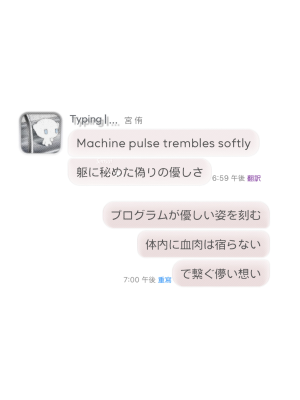 Typing I... 宮侑
Machine pulse trembles softly
躯に秘めた偽りの優しさ
6:59 午後 翻訳
プログラムが優しい姿を刻む
体内に血肉は宿らない
7:00 午後 重寫 で繋ぐ儚い想い